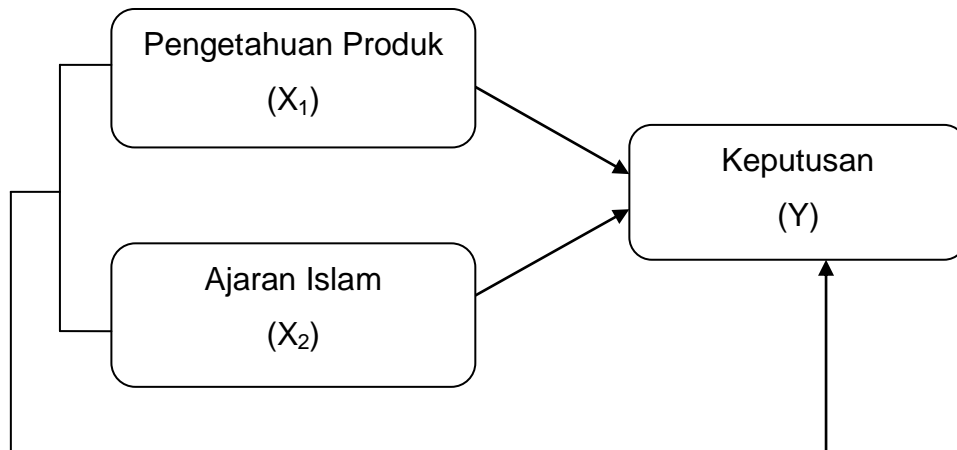 Pengetahuan Produk
(X₁)
Keputusan
(Y)
Ajaran Islam
(X₂)